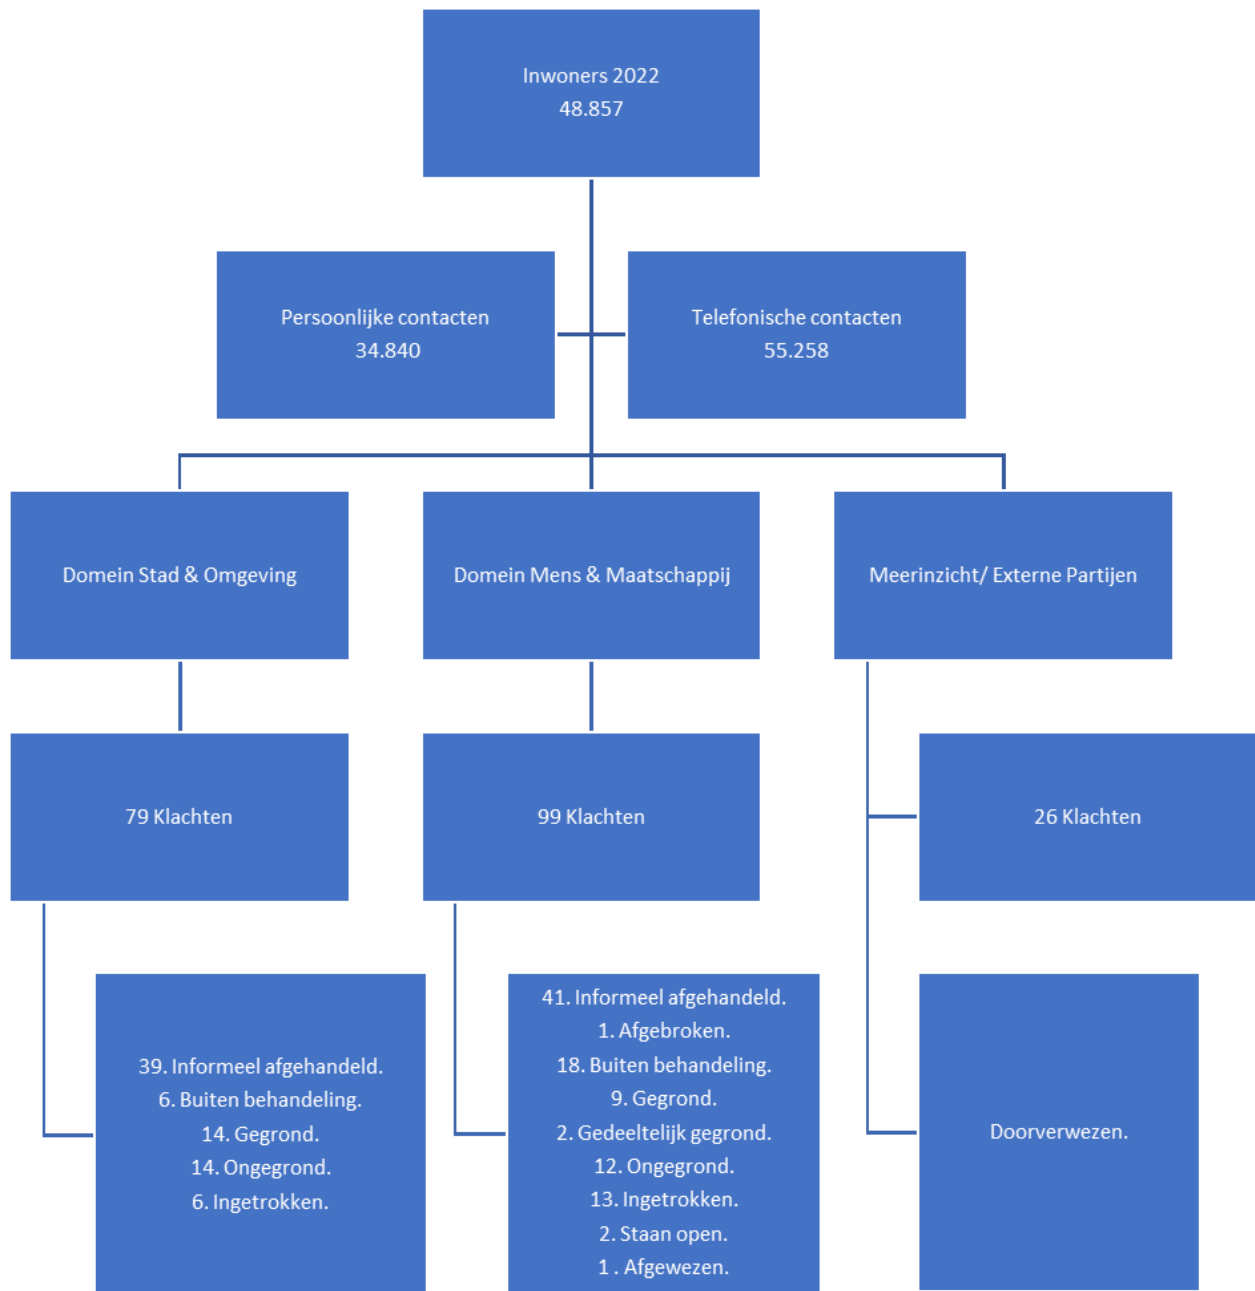 Inwoners 2022
48.857
Persoonlijke contacten
34.840
Telefonische contacten
55.258
Domein Stad & Omgeving
Domein Mens & Maatschappij
Meerinzicht/ Externe Partijen
79 Klachten
99 Klachten
26 Klachten
39. Informeel afgehandeld.
6. Buiten behandeling.
14. Gegrond.
14. Ongegrond.
6. Ingetrokken.
41. Informeel afgehandeld.
1. Afgebroken.
18. Buiten behandeling.
9. Gegrond.
2. Gedeeltelijk gegrond.
12. Ongegrond.
13. Ingetrokken.
2. Staan open.
1 . Afgewezen.
Doorverwezen.